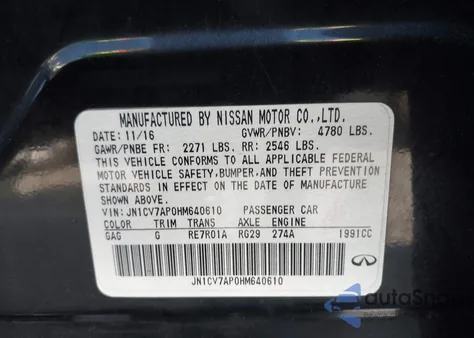 MANUFACTURED BY NISSAN MOTOR CO.,LTD.
DATE: 11/16 GVWR/PNBV: 4780 LBS.
GAWR/PNBE FR: 2271 LBS. RR: 2546 LBS.
THIS VEHICLE CONFORMS TO ALL APPLICABLE FEDERAL
MOTOR VEHICLE SAFETY,BUMPER,AND THEFT PREVENTION
STANDARDS IN EFFECT ON THE DATE OF MANUFACTURE
SHOWN ABOVE.
VIN: JN1CV7AP0HM640610 PASSENGER CAR
COLOR TRIM TRANS AXLE ENGINE
GAG G RE7R01A RG29 274A 1991CC
JN1CV7AP0HM640610